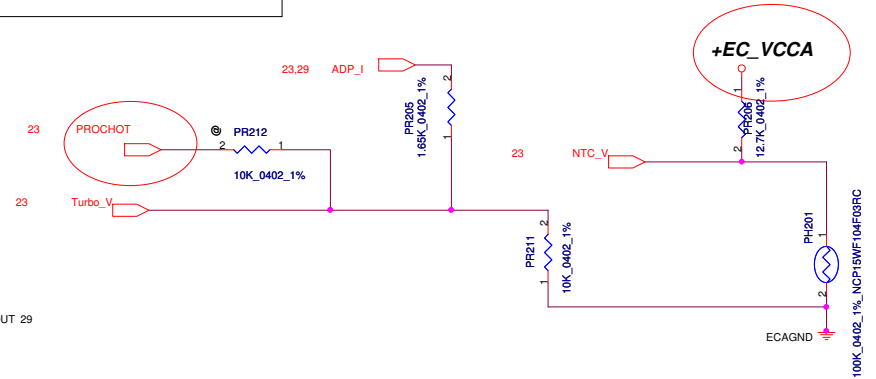 +EC_VCCA
23,29 ADP_I
2
PR205
1.65K_0402_1%
1
1
PR206
12.7K_0402_1%
2
23 PROCHOT
@ PR212
2 1
10K_0402_1%
23 NTC_V
23 Turbo_V
2
PR211
10K_0402_1%
1
1
PH201
2
100K_0402_1%_NCP15WF104F03RC
UT 29
ECAGND